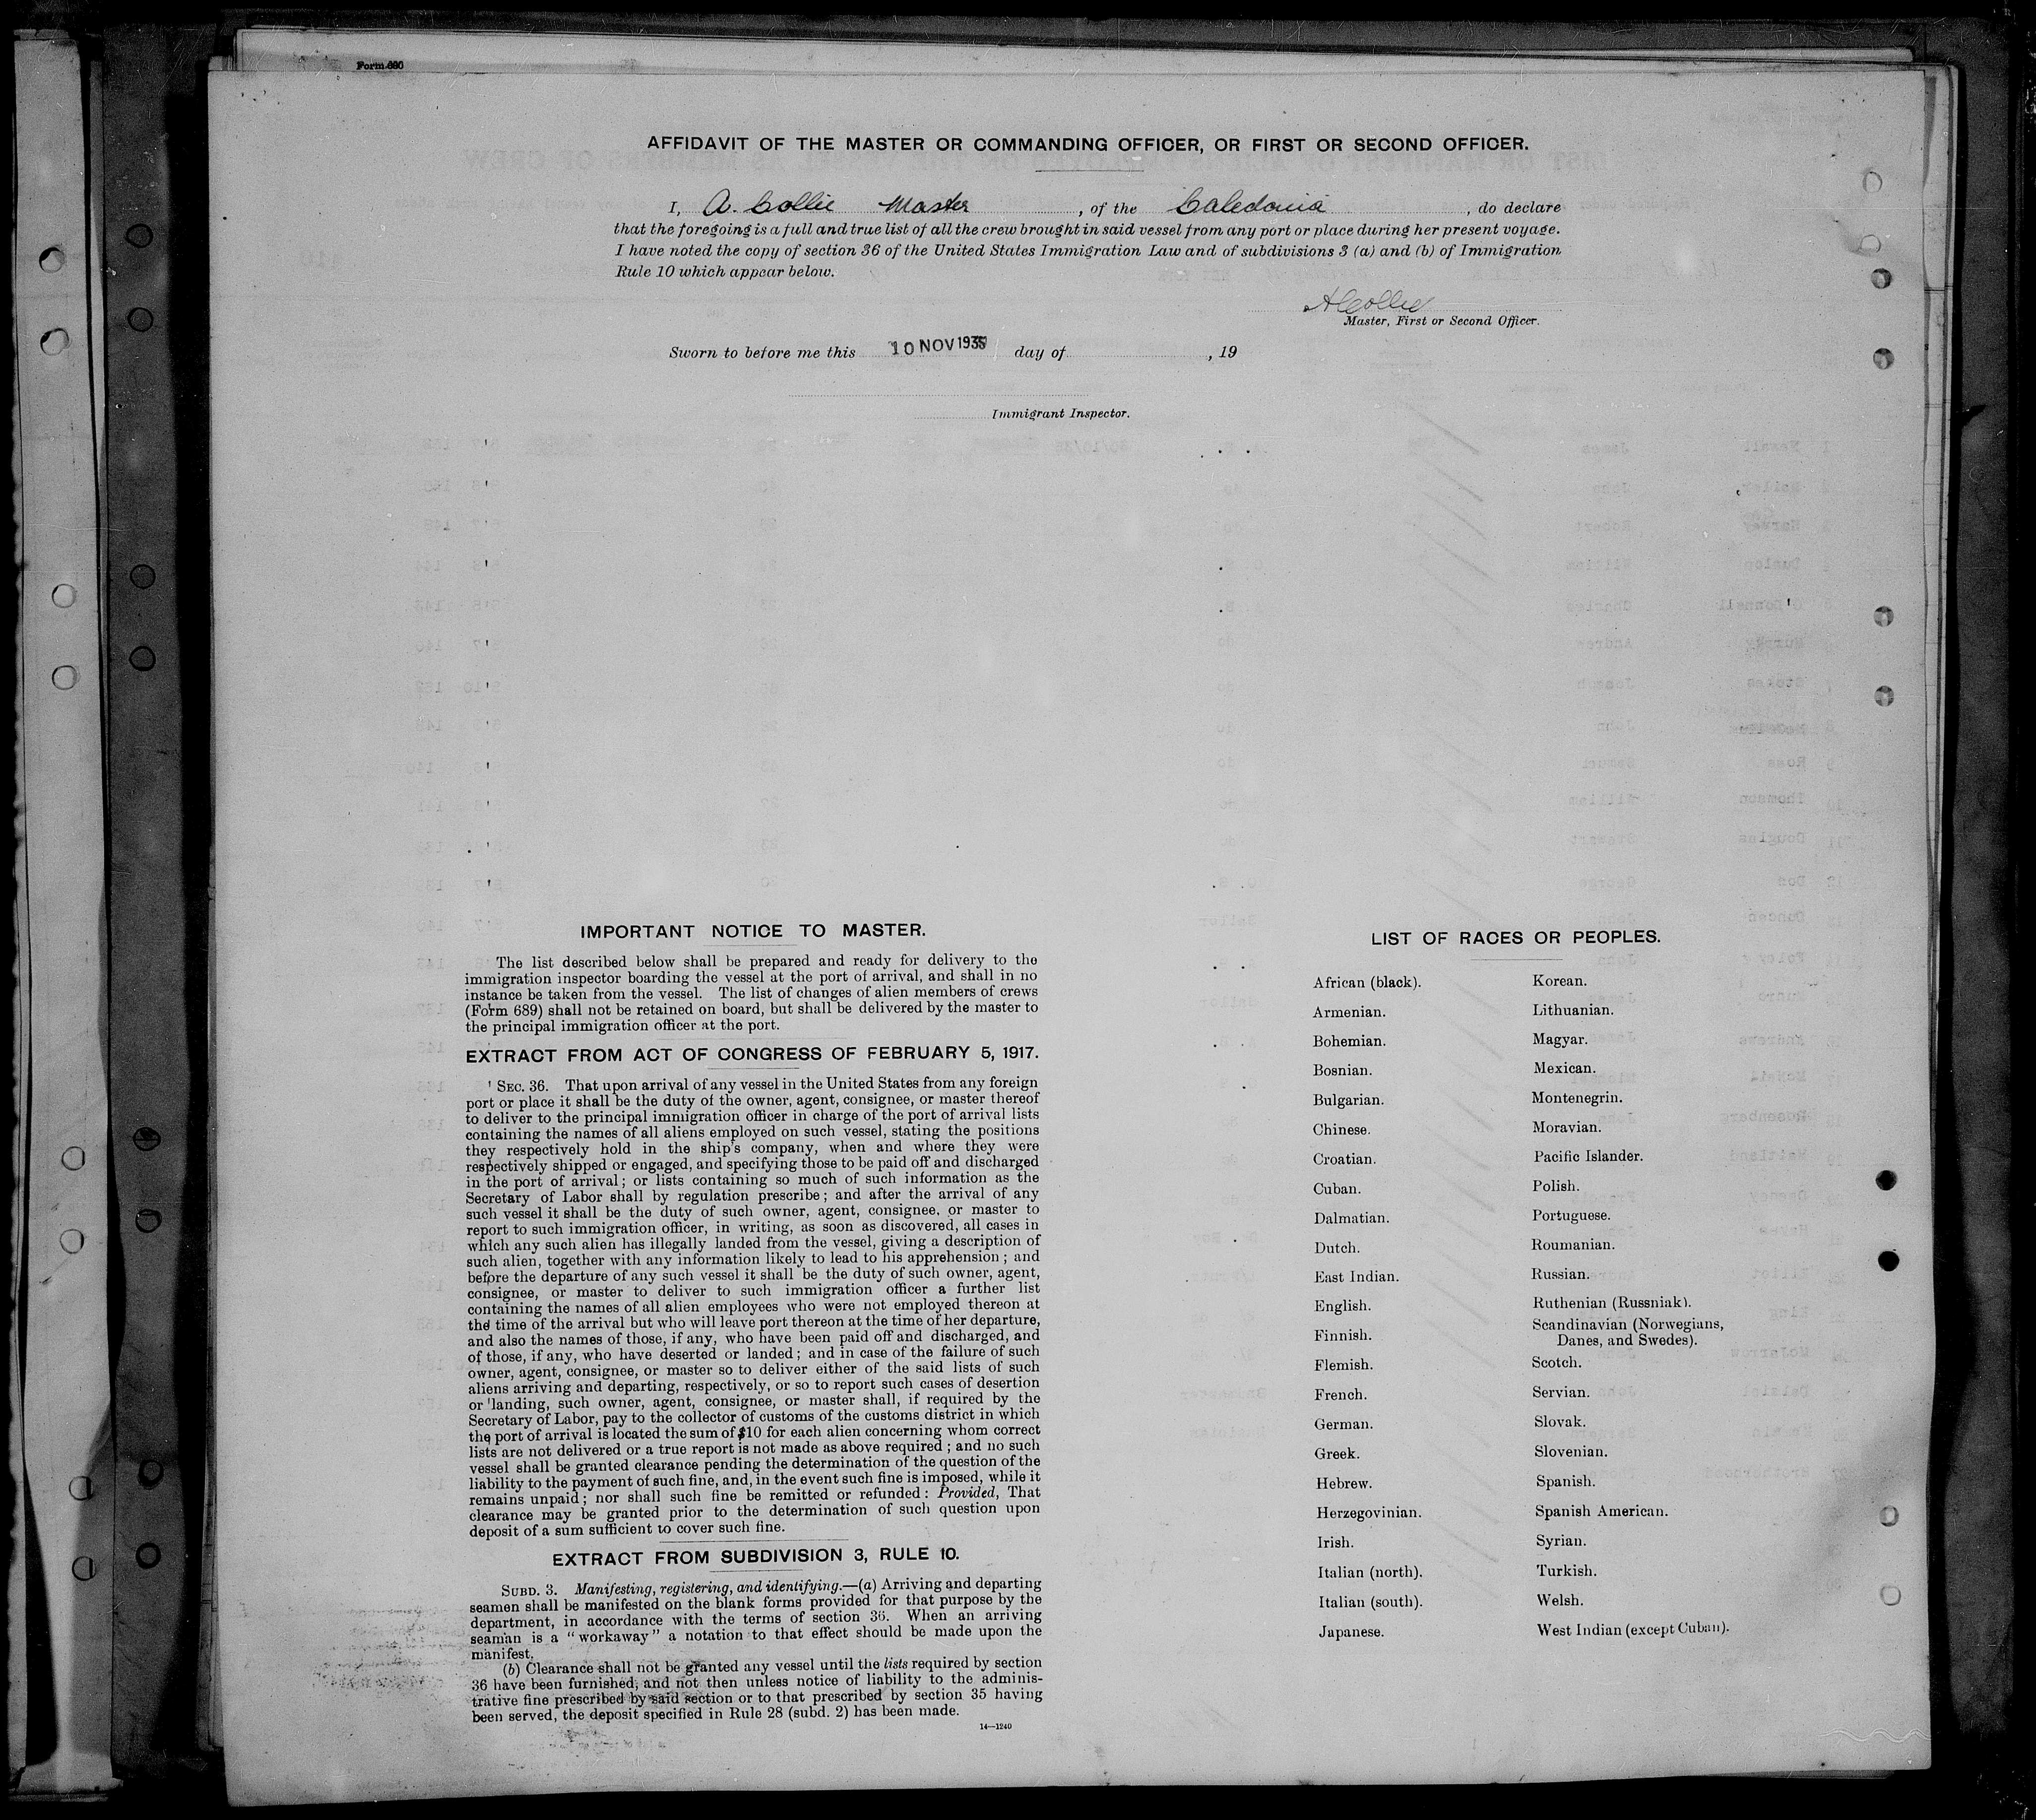 Form 680
AFFIDAVIT OF THE MASTER OR COMMANDING OFFICER, OR FIRST OR SECOND OFFICER.
I, A. Collie Master , of the Caledonia , do declare
that the foregoing is a full and true list of all the crew brought in said vessel from any port or place during her present voyage.
I have noted the copy of section 36 of the United States Immigration Law and of subdivisions 3 (a) and (b) of Immigration
Rule 10 which appear below.
A Collie
Master, First or Second Officer.
Sworn to before me this 10 NOV day of , 19
Immigrant Inspector.
IMPORTANT NOTICE TO MASTER.
The list described below shall be prepared and ready for delivery to the
immigration inspector boarding the vessel at the port of arrival, and shall in no
instance be taken from the vessel. The list of changes of alien members of crews
(Form 689) shall not be retained on board, but shall be delivered by the master to
the principal immigration officer at the port.
EXTRACT FROM ACT OF CONGRESS OF FEBRUARY 5, 1917.
SEC. 36. That upon arrival of any vessel in the United States from any foreign
port or place it shall be the duty of the owner, agent, consignee, or master thereof
to deliver to the principal immigration officer in charge of the port of arrival lists
containing the names of all aliens employed on such vessel, stating the positions
they respectively hold in the ship's company, when and where they were
respectively shipped or engaged, and specifying those to be paid off and discharged
in the port of arrival; or lists containing so much of such information as the
Secretary of Labor shall by regulation prescribe; and after the arrival of any
such vessel it shall be the duty of such owner, agent, consignee, or master to
report to such immigration officer, in writing, as soon as discovered, all cases in
which any such alien has illegally landed from the vessel, giving a description of
such alien, together with any information likely to lead to his apprehension; and
before the departure of any such vessel it shall be the duty of such owner, agent,
consignee, or master to deliver to such immigration officer a further list
containing the names of all alien employees who were not employed thereon at
the time of the arrival but who will leave port thereon at the time of her departure,
and also the names of those, if any, who have been paid off and discharged, and
of those, if any, who have deserted or landed; and in case of the failure of such
owner, agent, consignee, or master so to deliver either of the said lists of such
aliens arriving and departing, respectively, or so to report such cases of desertion
or landing, such owner, agent, consignee, or master shall, if required by the
Secretary of Labor, pay to the collector of customs of the customs district in which
the port of arrival is located the sum of $10 for each alien concerning whom correct
lists are not delivered or a true report is not made as above required; and no such
vessel shall be granted clearance pending the determination of the question of the
liability to the payment of such fine, and, in the event such fine is imposed, while it
remains unpaid; nor shall such fine be remitted or refunded: Provided, That
clearance may be granted prior to the determination of such question upon
deposit of a sum sufficient to cover such fine.
EXTRACT FROM SUBDIVISION 3, RULE 10.
SUBD. 3. Manifesting, registering, and identifying.—(a) Arriving and departing
seamen shall be manifested on the blank forms provided for that purpose by the
department, in accordance with the terms of section 36. When an arriving
seaman is a "workaway" a notation to that effect should be made upon the
manifest.
(b) Clearance shall not be granted any vessel until the lists required by section
36 have been furnished, and not then unless notice of liability to the adminis-
trative fine prescribed by said section or to that prescribed by section 35 having
been served, the deposit specified in Rule 28 (subd. 2) has been made.
14—1240
LIST OF RACES OR PEOPLES.
African (black).
Armenian.
Bohemian.
Bosnian.
Bulgarian.
Chinese.
Croatian.
Cuban.
Dalmatian.
Dutch.
East Indian.
English.
Finnish.
Flemish.
French.
German.
Greek.
Hebrew.
Herzegovinian.
Irish.
Italian (north).
Italian (south).
Japanese.
Korean.
Lithuanian.
Magyar.
Mexican.
Montenegrin.
Moravian.
Pacific Islander.
Polish.
Portuguese.
Roumanian.
Russian.
Ruthenian (Russniak).
Scandinavian (Norwegians,
Danes, and Swedes).
Scotch.
Servian.
Slovak.
Slovenian.
Spanish.
Spanish American.
Syrian.
Turkish.
Welsh.
West Indian (except Cuban).